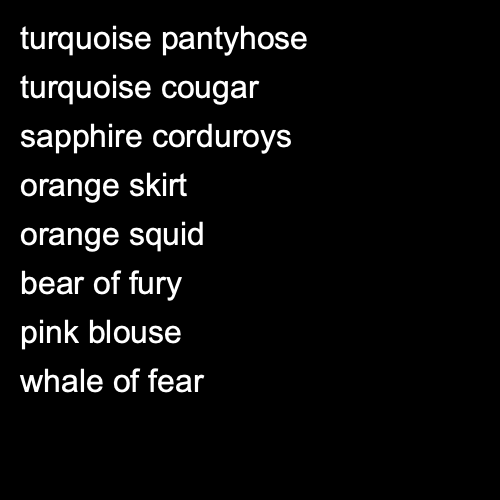 turquoise pantyhose
turquoise cougar
sapphire corduroys
orange skirt
orange squid
bear of fury
pink blouse
whale of fear